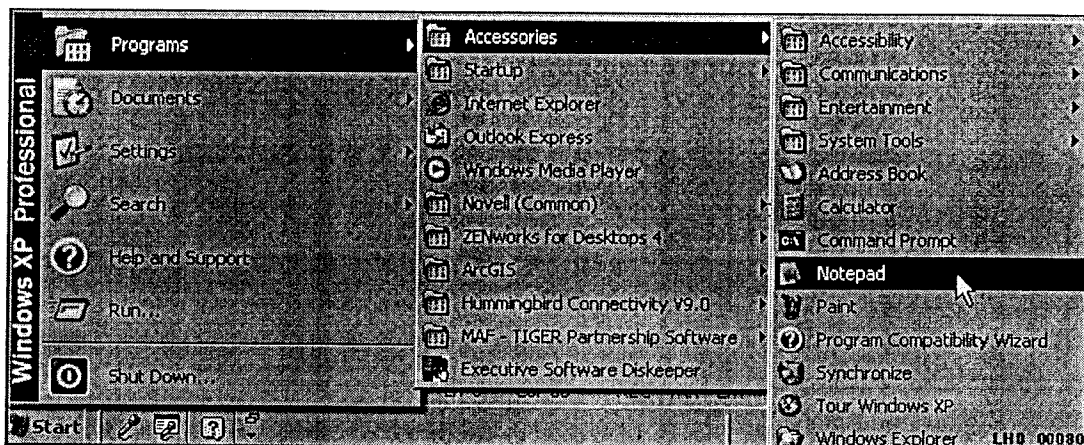 Windows XP Professional
Programs
Documents
Settings
Search
Help and Support
Run...
Shut Down...
Start
Accessories
Startup
Internet Explorer
Outlook Express
Windows Media Player
Novell (Common)
ZENworks for Desktops 4
ArcGIS
Hummingbird Connectivity V9.0
MAF - TIGER Partnership Software
Executive Software Diskeeper
Accessibility
Communications
Entertainment
System Tools
Address Book
Calculator
Command Prompt
Notepad
Paint
Program Compatibility Wizard
Synchronize
Tour Windows XP
Windows Explorer